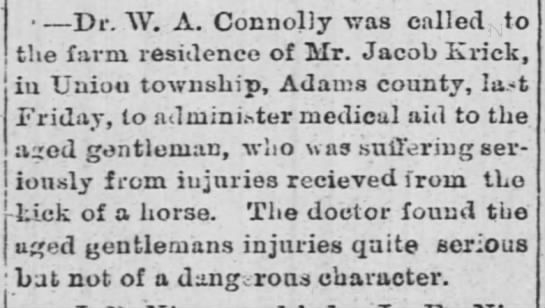 —Dr. W. A. Connolly was called to
the farm residence of Mr. Jacob Krick,
in Union township, Adams county, last
Friday, to administer medical aid to the
aged gentleman, who was suffering ser-
iously from injuries recieved from the
kick of a horse. The doctor found the
aged gentlemans injuries quite serious
but not of a dangerous character.